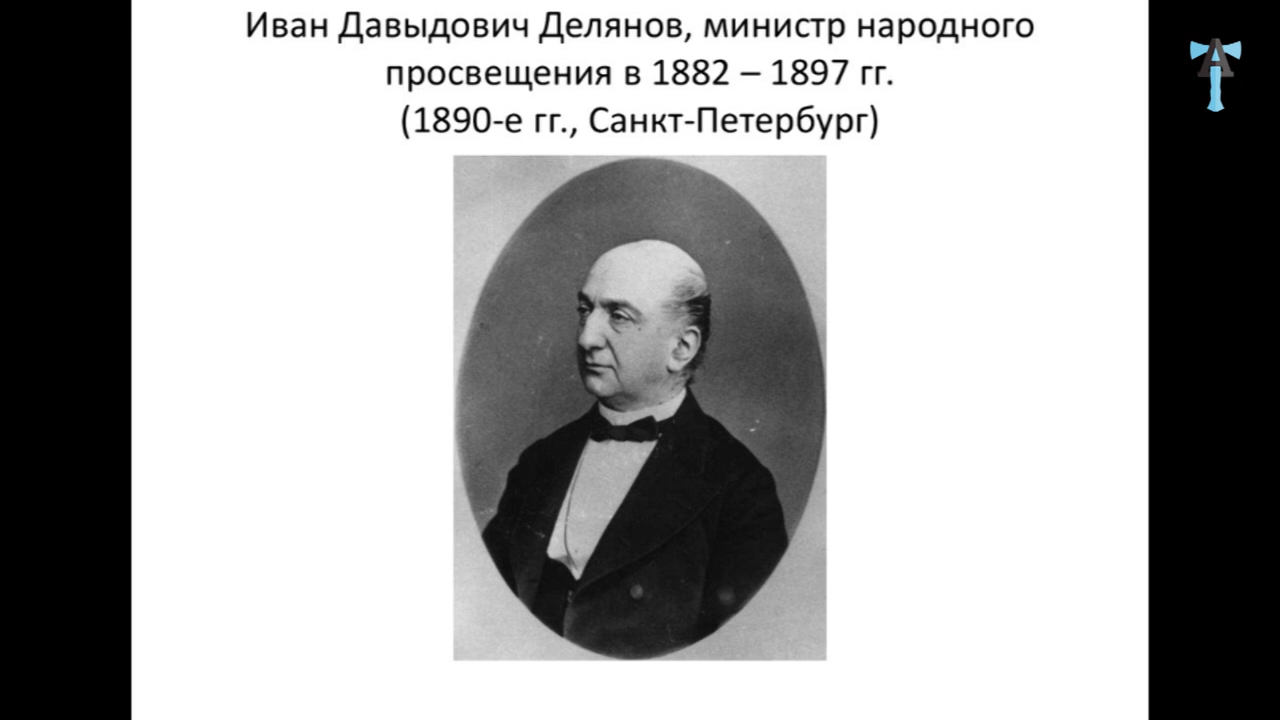 Иван Давыдович Делянов, министр народного
просвещения в 1882 – 1897 гг.
(1890-е гг., Санкт-Петербург)